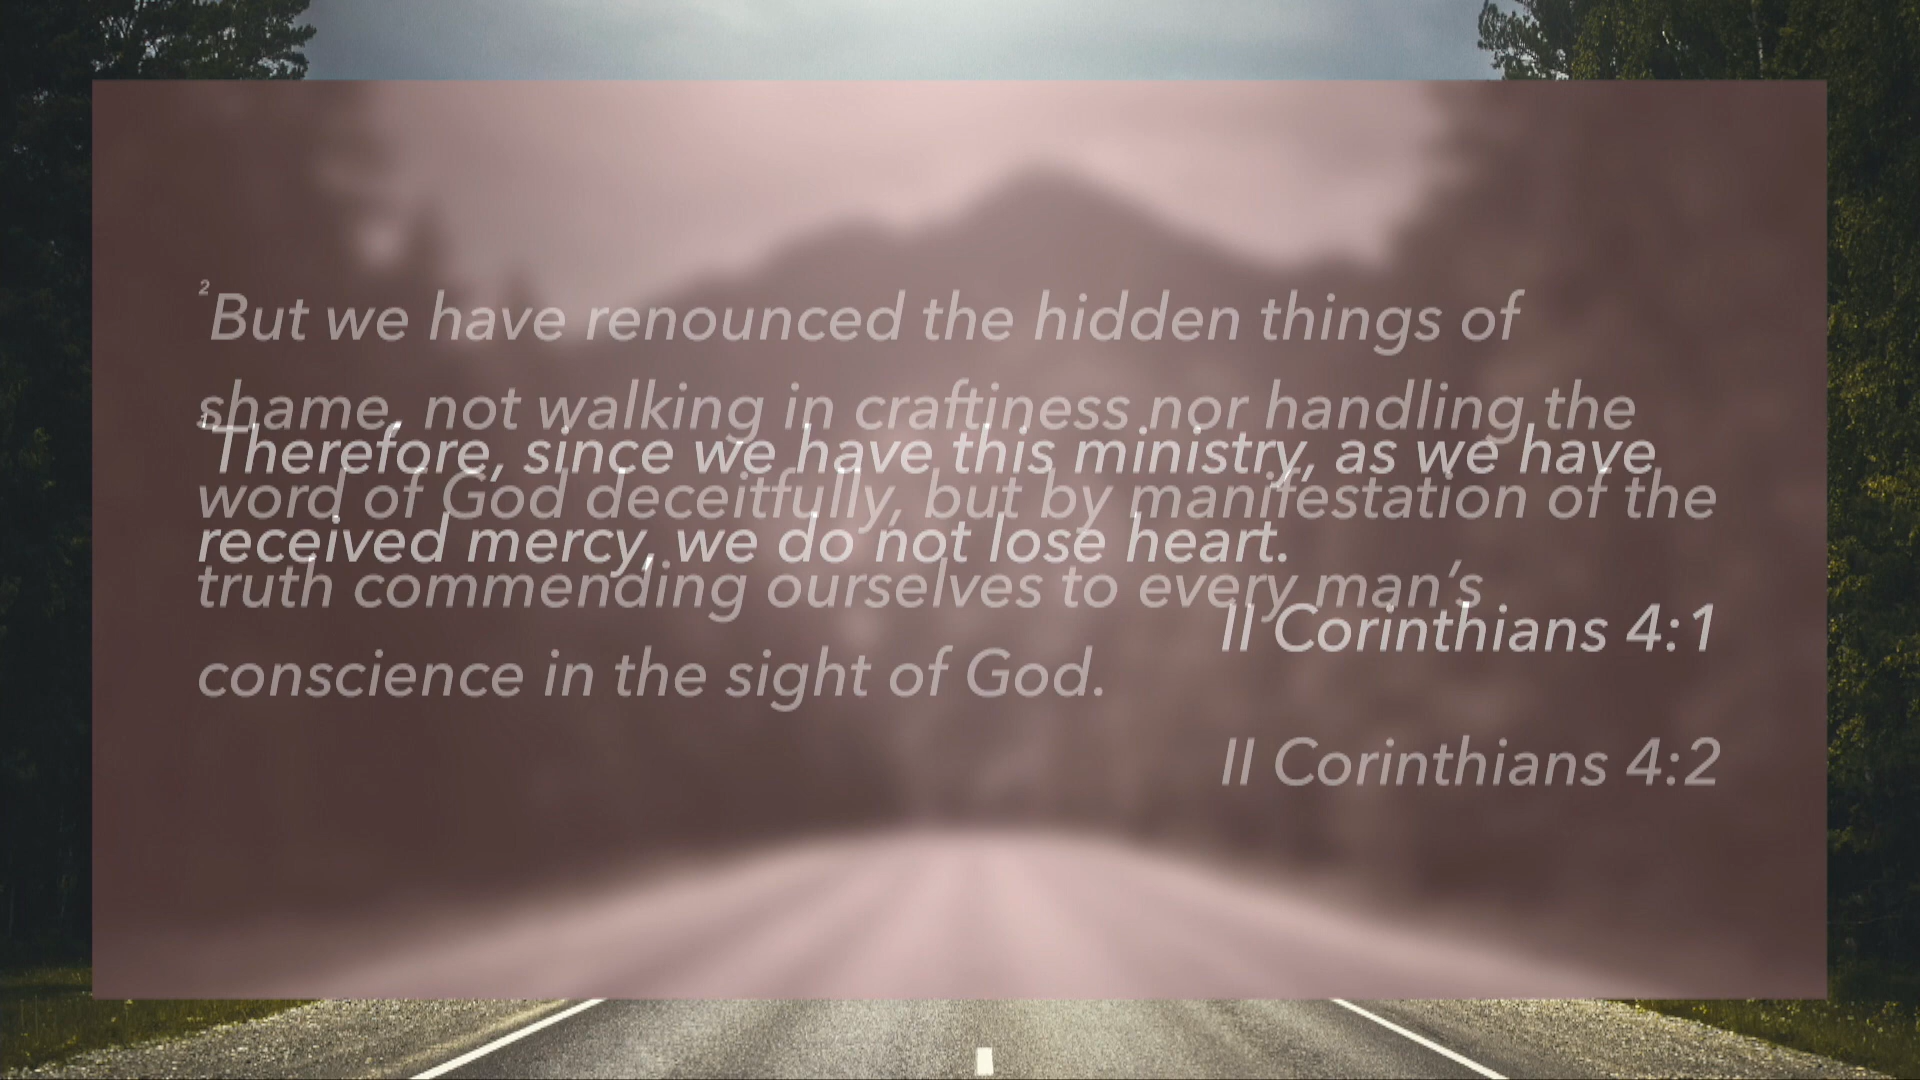 ²But we have renounced the hidden things of
shame, not walking in craftiness nor handling the
word of God deceitfully, but by manifestation of the
truth commending ourselves to every man's
conscience in the sight of God.
II Corinthians 4:2
¹Therefore, since we have this ministry, as we have
received mercy, we do not lose heart.
II Corinthians 4:1